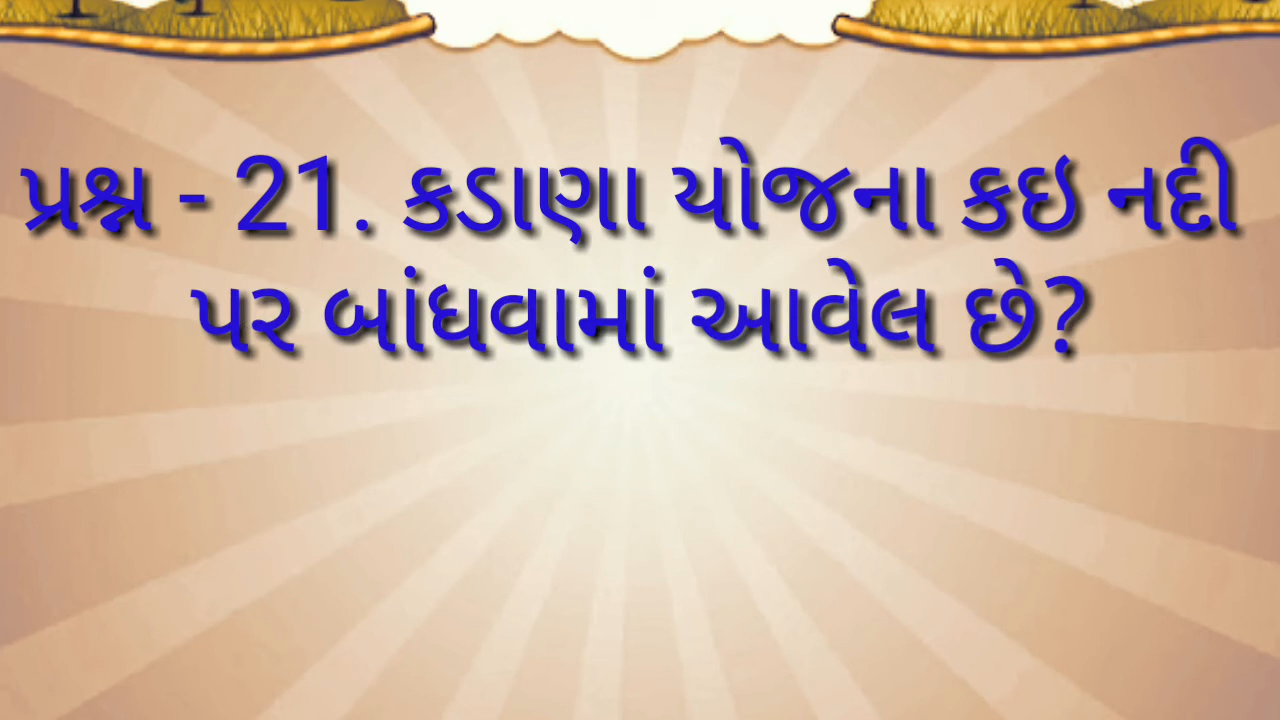 પ્રશ્ન - 21. કડાણા યોજના કઇ નદી
પર બાંધવામાં આવેલ છે?